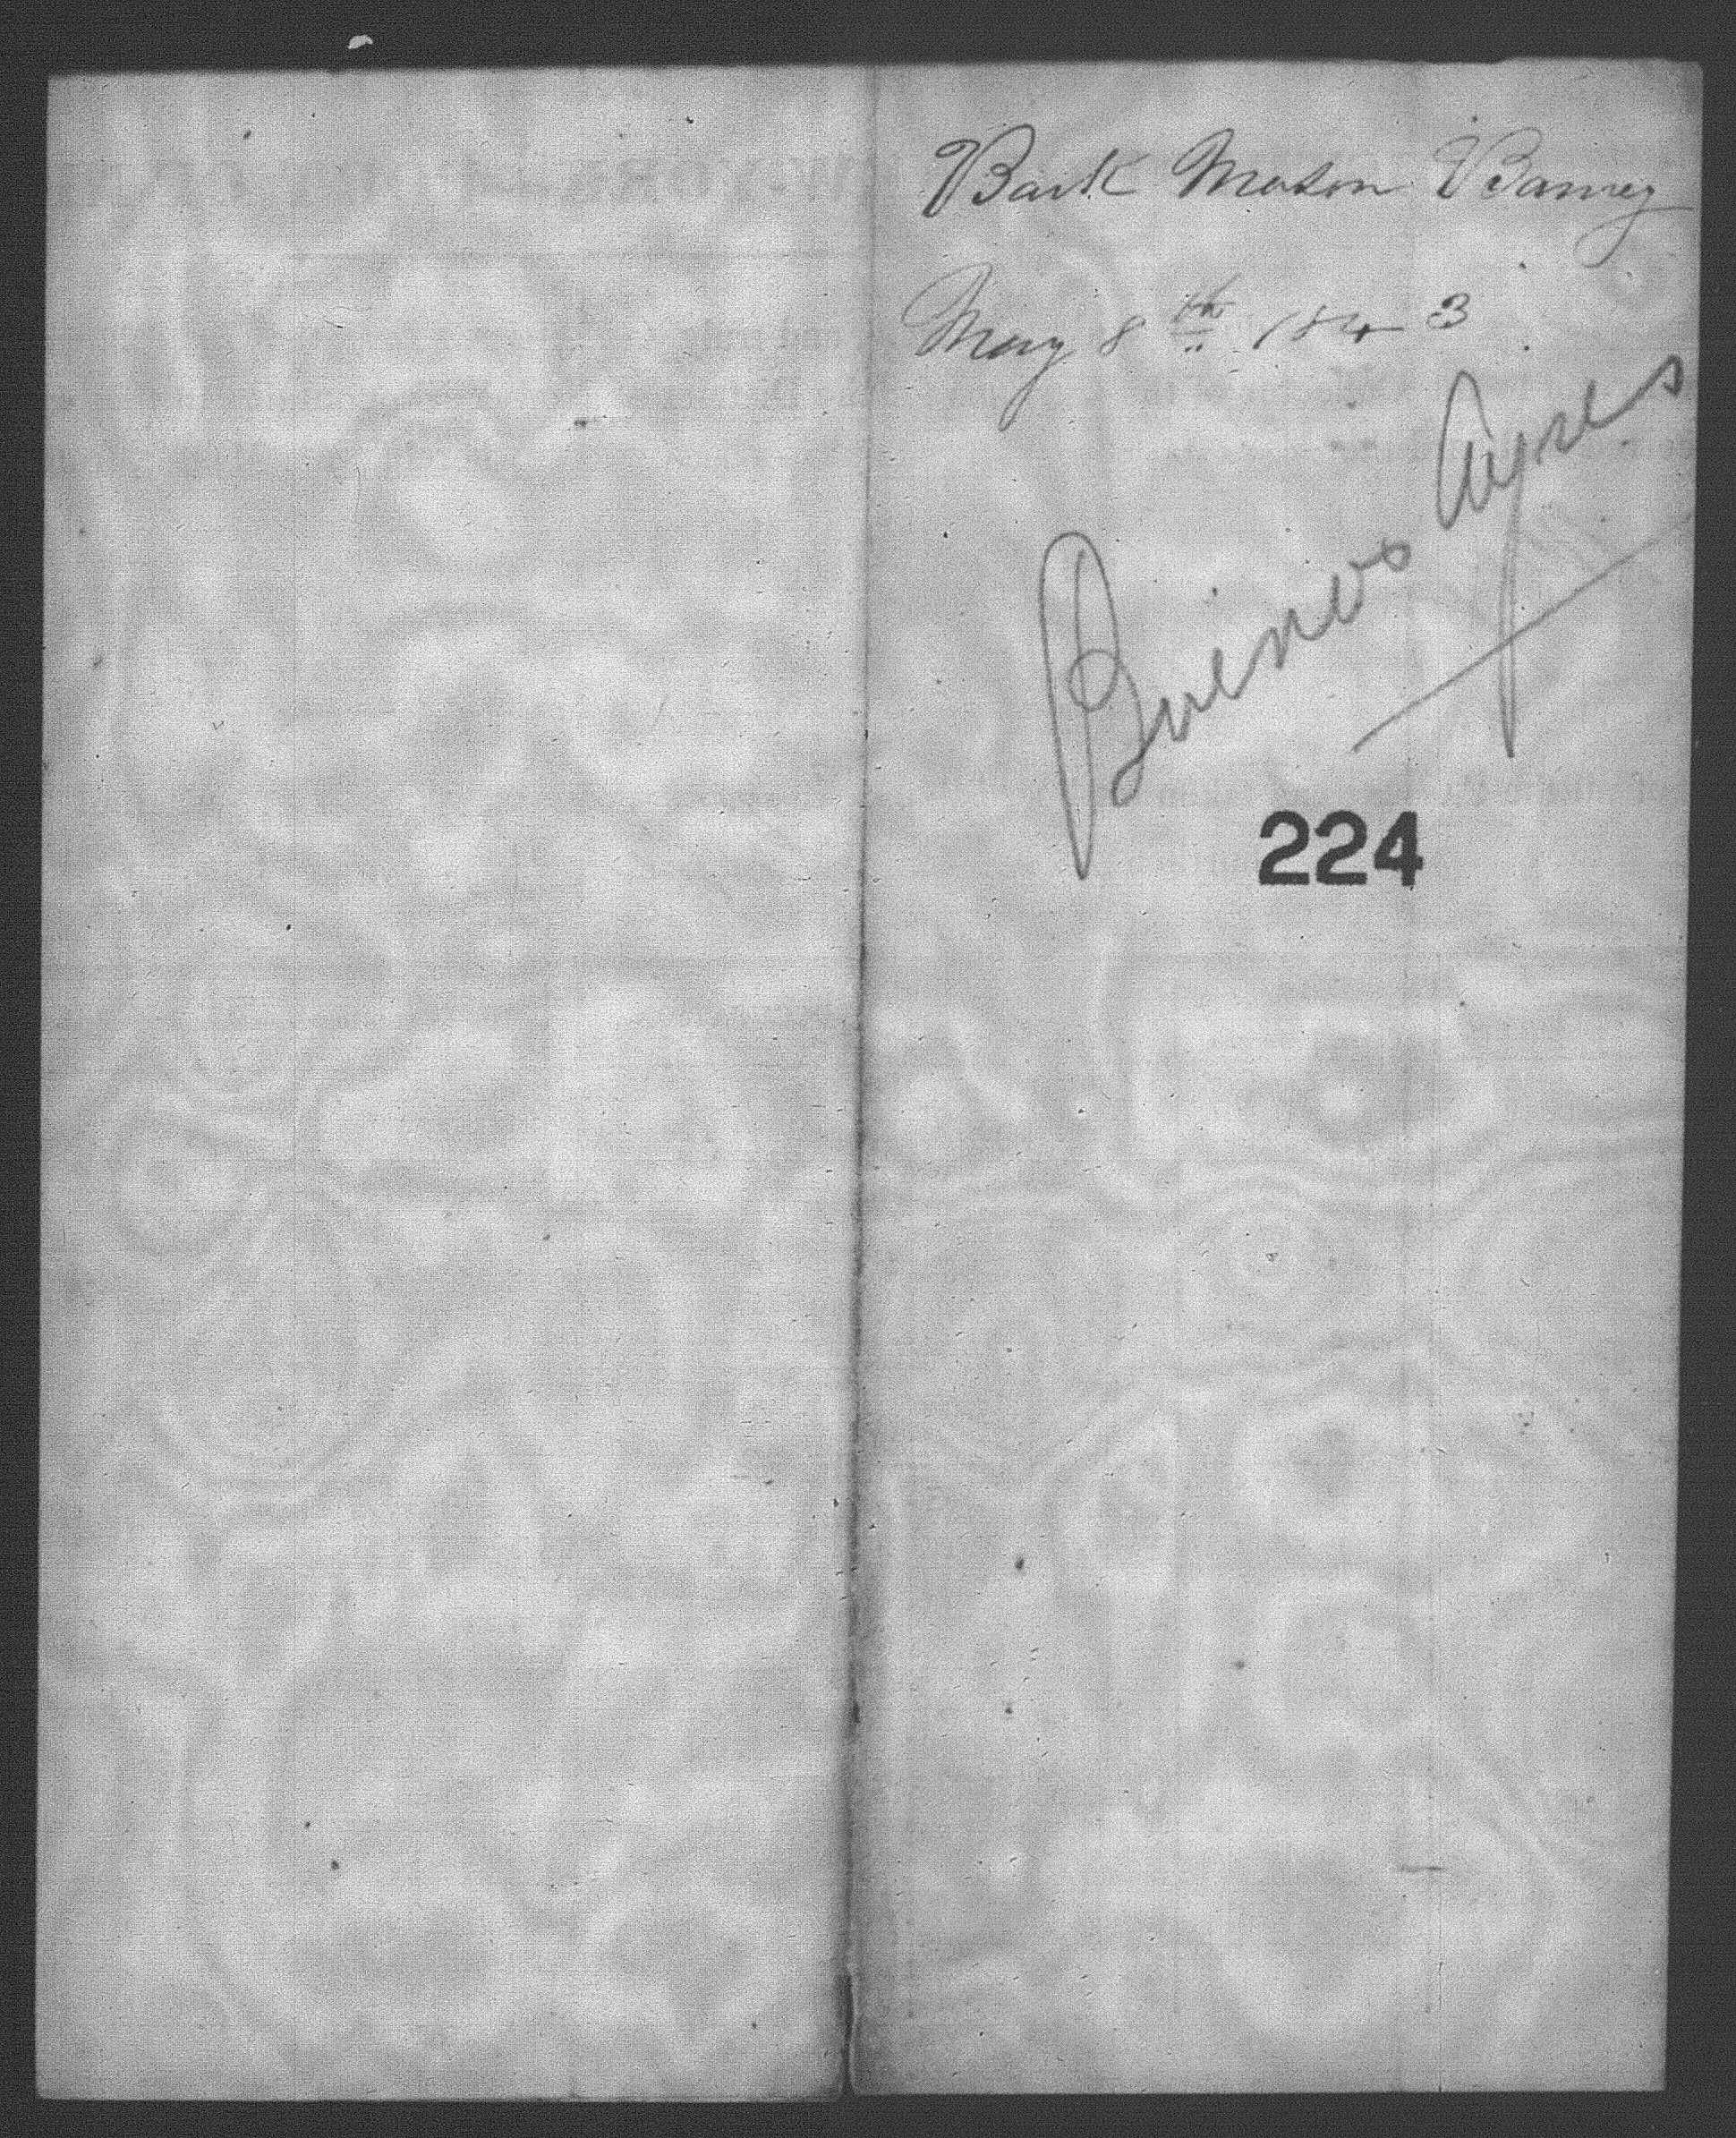 Bark Mason Barney
May 8th 1843
Buenos Ayres
224